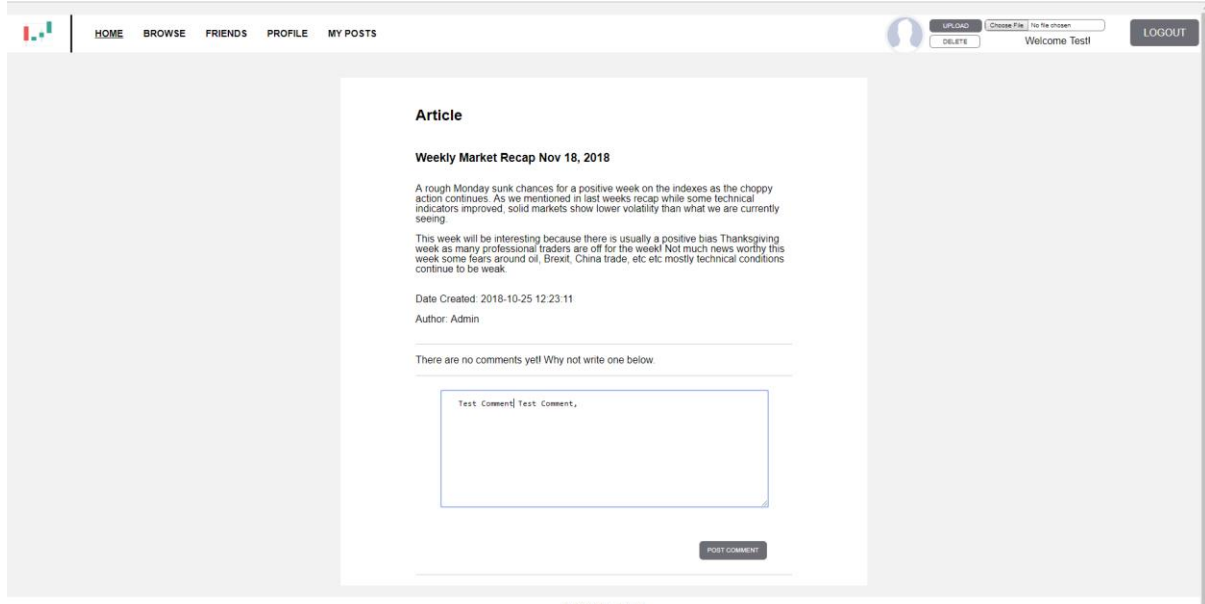 HOME BROWSE FRIENDS PROFILE MY POSTS
UPLOAD Choose File No file chosen
DELETE Welcome Test!
LOGOUT
Article
Weekly Market Recap Nov 18, 2018
A rough Monday sunk chances for a positive week on the indexes as the choppy
action continues. As we mentioned in last weeks recap while some technical
indicators improved, solid markets show lower volatility than what we are currently
seeing.
This week will be interesting because there is usually a positive bias Thanksgiving
week as many professional traders are off for the week! Not much news worthy this
week some fears around oil, Brexit, China trade, etc etc mostly technical conditions
continue to be weak.
Date Created: 2018-10-25 12:23:11
Author: Admin
There are no comments yet! Why not write one below.
Test Comment Test Comment,
POST COMMENT